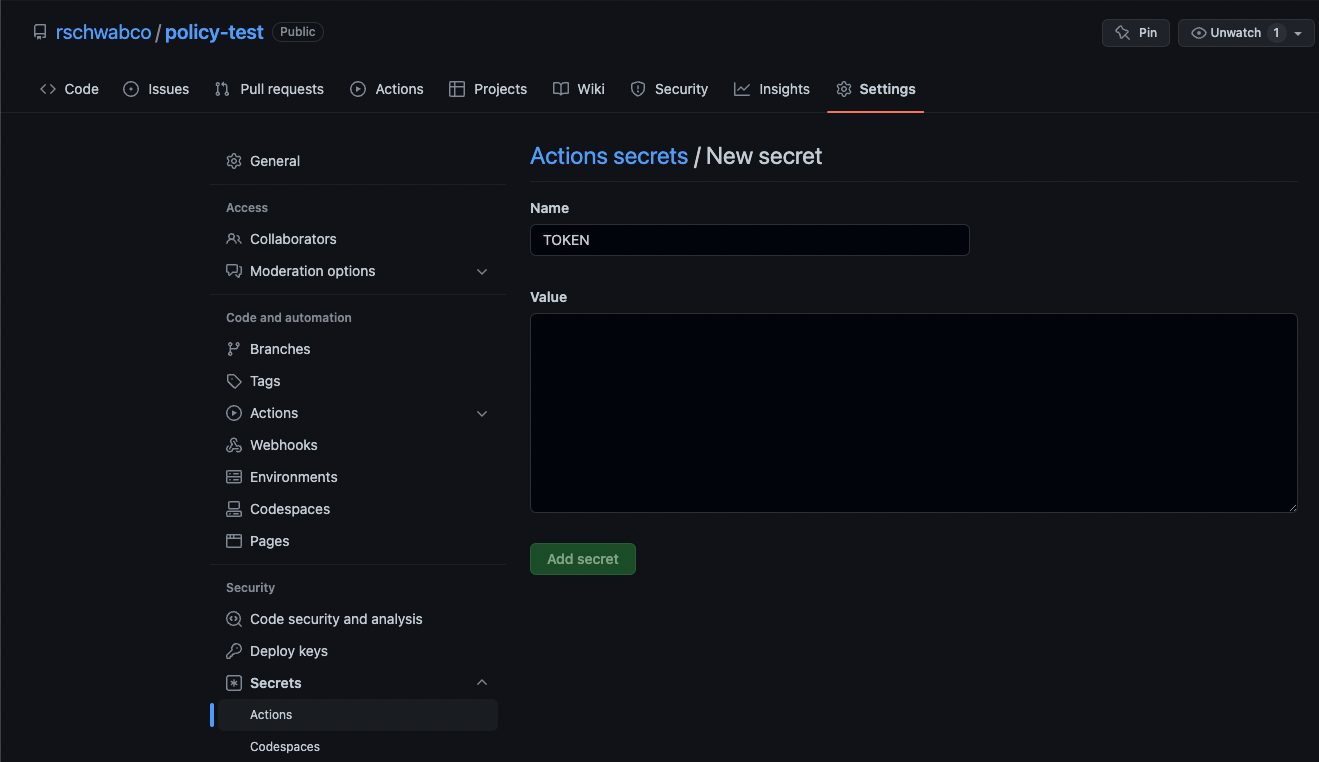 rschwabco / policy-test Public
Pin
Unwatch 1
Code
Issues
Pull requests
Actions
Projects
Wiki
Security
Insights
Settings
General
Access
Collaborators
Moderation options
Code and automation
Branches
Tags
Actions
Webhooks
Environments
Codespaces
Pages
Security
Code security and analysis
Deploy keys
Secrets
Actions
Codespaces
Actions secrets / New secret
Name
TOKEN
Value
Add secret